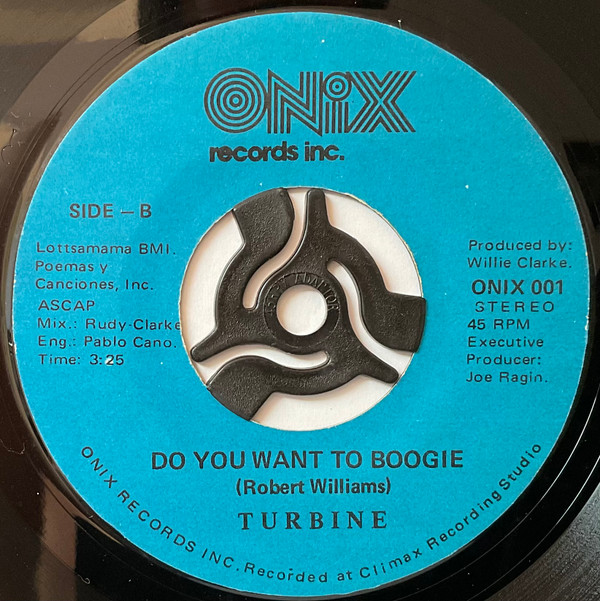 ONiX
records inc.
SIDE – B
Lottsamama BMI.
Poemas y
Canciones, Inc.
ASCAP
Mix.: Rudy-Clarke
Eng.: Pablo Cano.
Time: 3:25
Produced by:
Willie Clarke.
ONIX 001
STEREO
45 RPM
Executive
Producer:
Joe Ragin.
DO YOU WANT TO BOOGIE
(Robert Williams)
TURBINE
ONIX RECORDS INC. Recorded at Climax Recording Studio